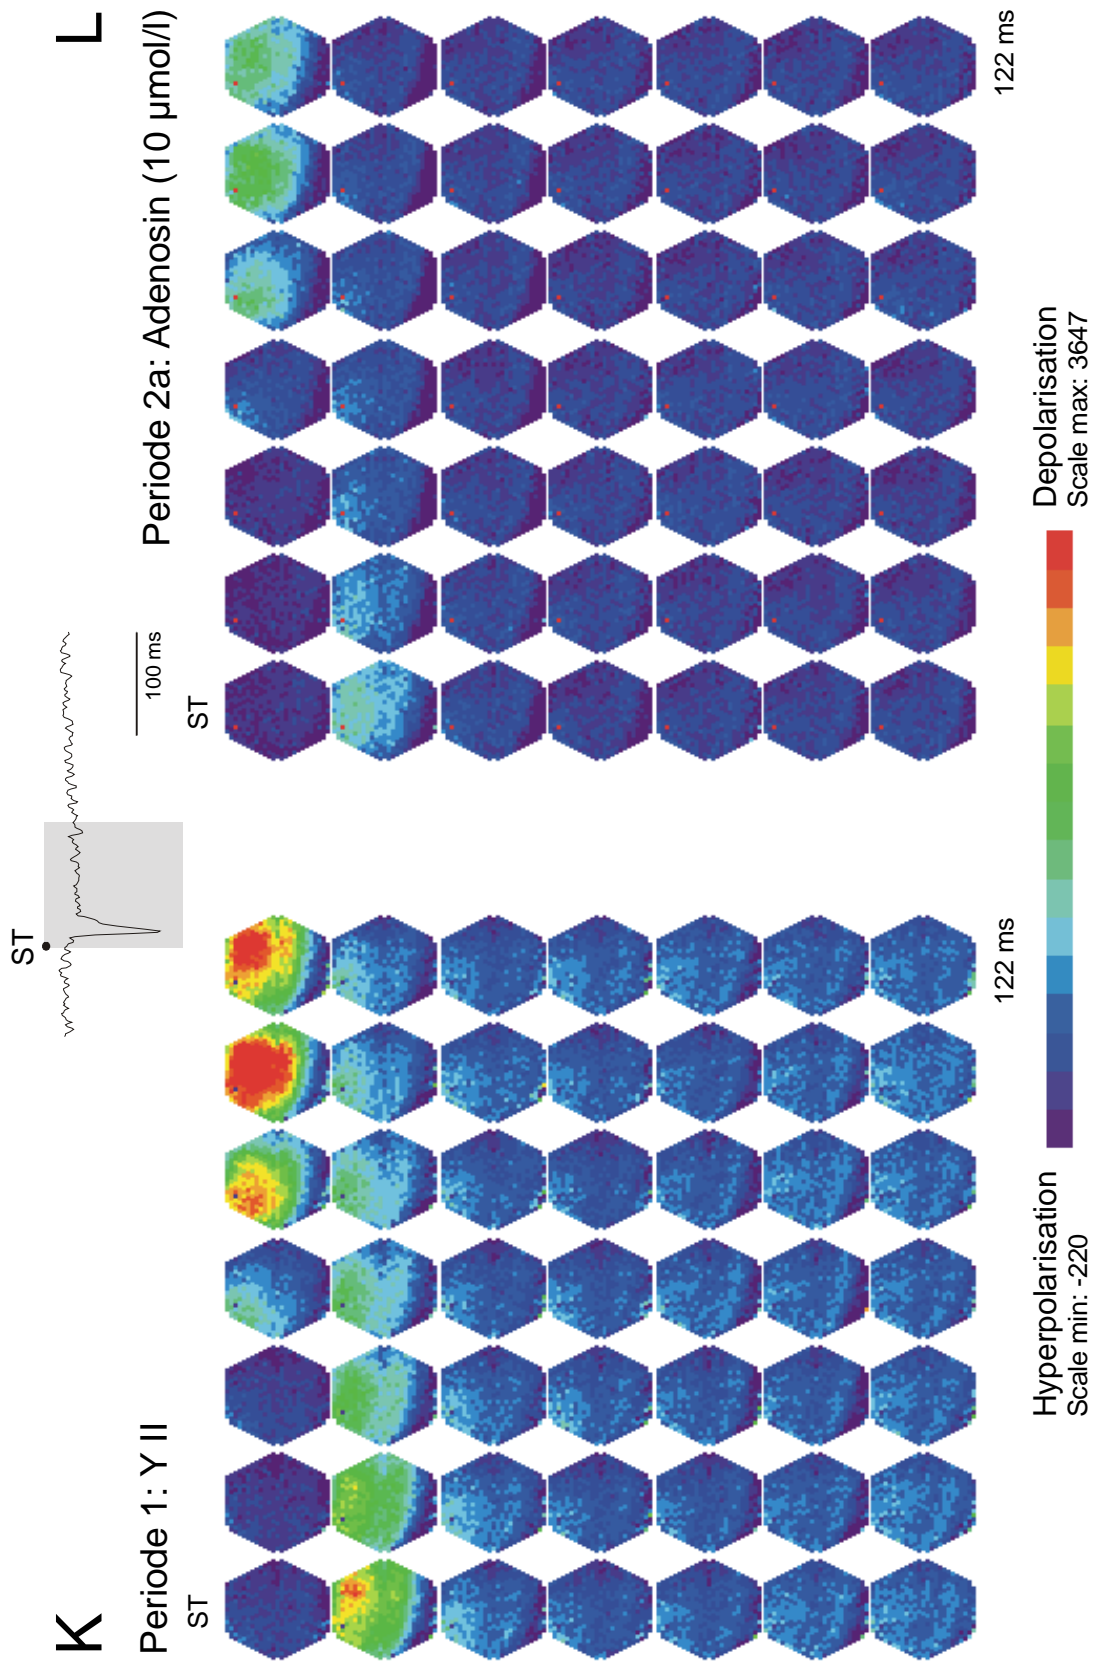 K
L
ST
Periode 1: Y II
Periode 2a: Adenosin (10 µmol/l)
100 ms
ST
ST
122 ms
122 ms
Hyperpolarisation
Scale min: -220
Depolarisation
Scale max: 3647